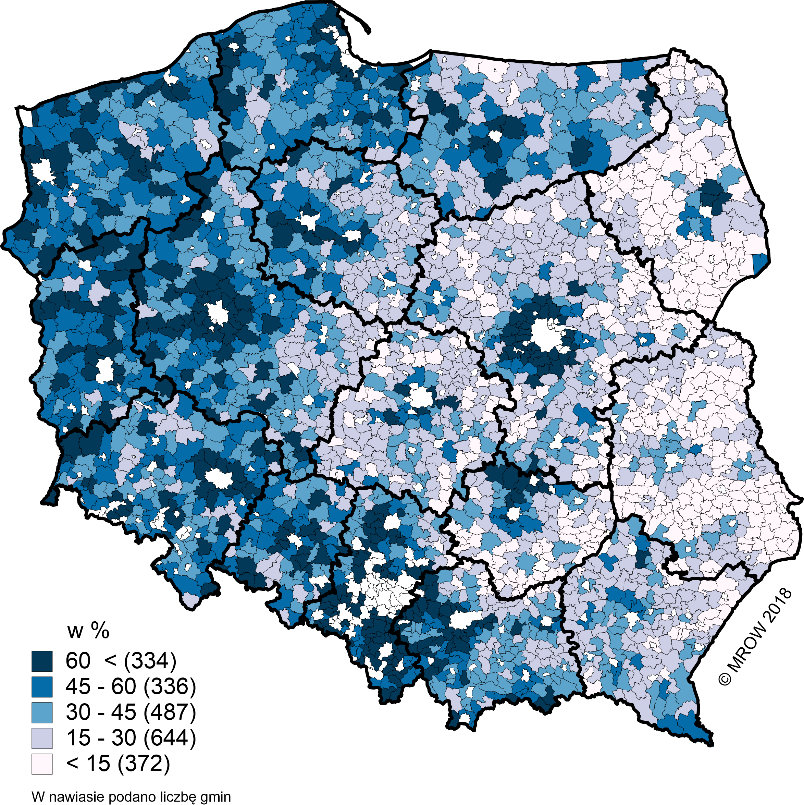 © MROW 2018
w %
60 < (334)
45 - 60 (336)
30 - 45 (487)
15 - 30 (644)
< 15 (372)
W nawiasie podano liczbę gmin